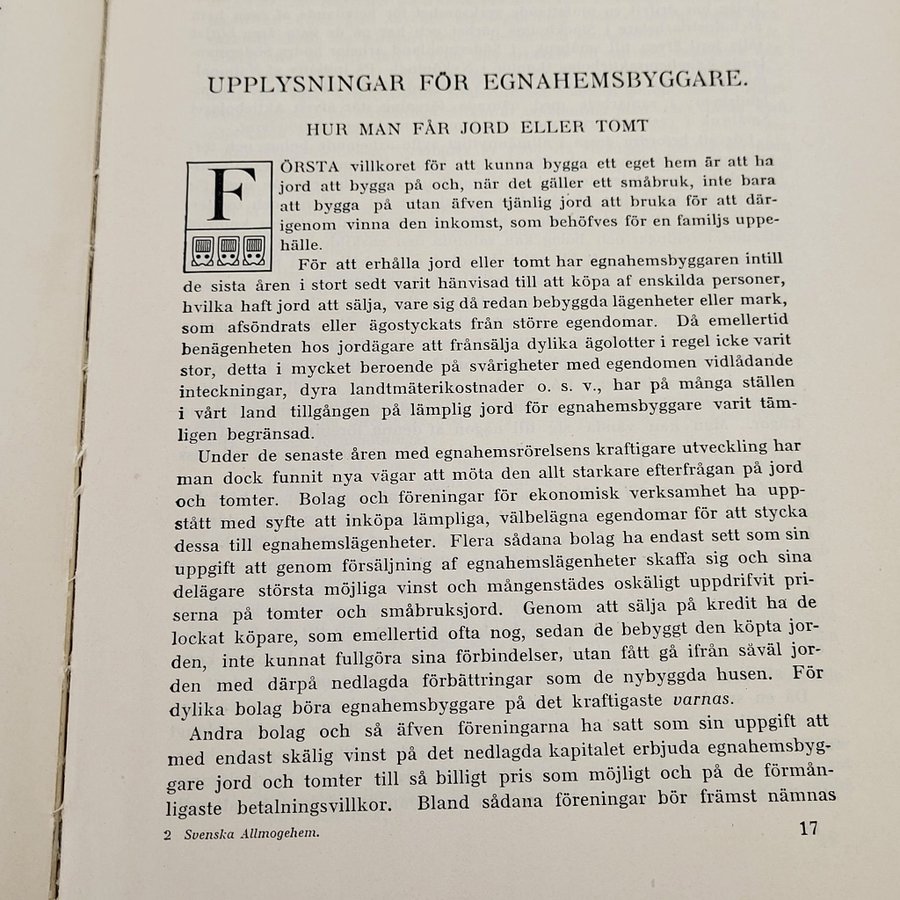 UPPLYSNINGAR FÖR EGNAHEMSBYGGARE.
HUR MAN FÅR JORD ELLER TOMT
FÖRSTA villkoret för att kunna bygga ett eget hem är att ha
jord att bygga på och, när det gäller ett småbruk, inte bara
att bygga på utan äfven tjänlig jord att bruka för att där-
igenom vinna den inkomst, som behöfves för en familjs uppe-
hälle.
För att erhålla jord eller tomt har egnahemsbyggaren intill
de sista åren i stort sedt varit hänvisad till att köpa af enskilda personer,
hvilka haft jord att sälja, vare sig då redan bebyggda lägenheter eller mark,
som afsöndrats eller ägostyckats från större egendomar. Då emellertid
benägenheten hos jordägare att frånsälja dylika ägolotter i regel icke varit
stor, detta i mycket beroende på svårigheter med egendomen vidlådande
inteckningar, dyra landtmäterikostnader o. s. v., har på många ställen
i vårt land tillgången på lämplig jord för egnahemsbyggare varit täm-
ligen begränsad.
Under de senaste åren med egnahemsrörelsens kraftigare utveckling har
man dock funnit nya vägar att möta den allt starkare efterfrågan på jord
och tomter. Bolag och föreningar för ekonomisk verksamhet ha upp-
stått med syfte att inköpa lämpliga, välbelägna egendomar för att stycka
dessa till egnahemslägenheter. Flera sådana bolag ha endast sett som sin
uppgift att genom försäljning af egnahemslägenheter skaffa sig och sina
delägare största möjliga vinst och mångenstädes oskäligt uppdrifvit pri-
serna på tomter och småbruksjord. Genom att sälja på kredit ha de
lockat köpare, som emellertid ofta nog, sedan de bebyggt den köpta jor-
den, inte kunnat fullgöra sina förbindelser, utan fått gå ifrån såväl jor-
den med därpå nedlagda förbättringar som de nybyggda husen. För
dylika bolag böra egnahemsbyggare på det kraftigaste varnas.
Andra bolag och så äfven föreningarna ha satt som sin uppgift att
med endast skälig vinst på det nedlagda kapitalet erbjuda egnahemsbyg-
gare jord och tomter till så billigt pris som möjligt och på de förmån-
ligaste betalningsvillkor. Bland sådana föreningar bör främst nämnas
2 Svenska Allmogehem.
17